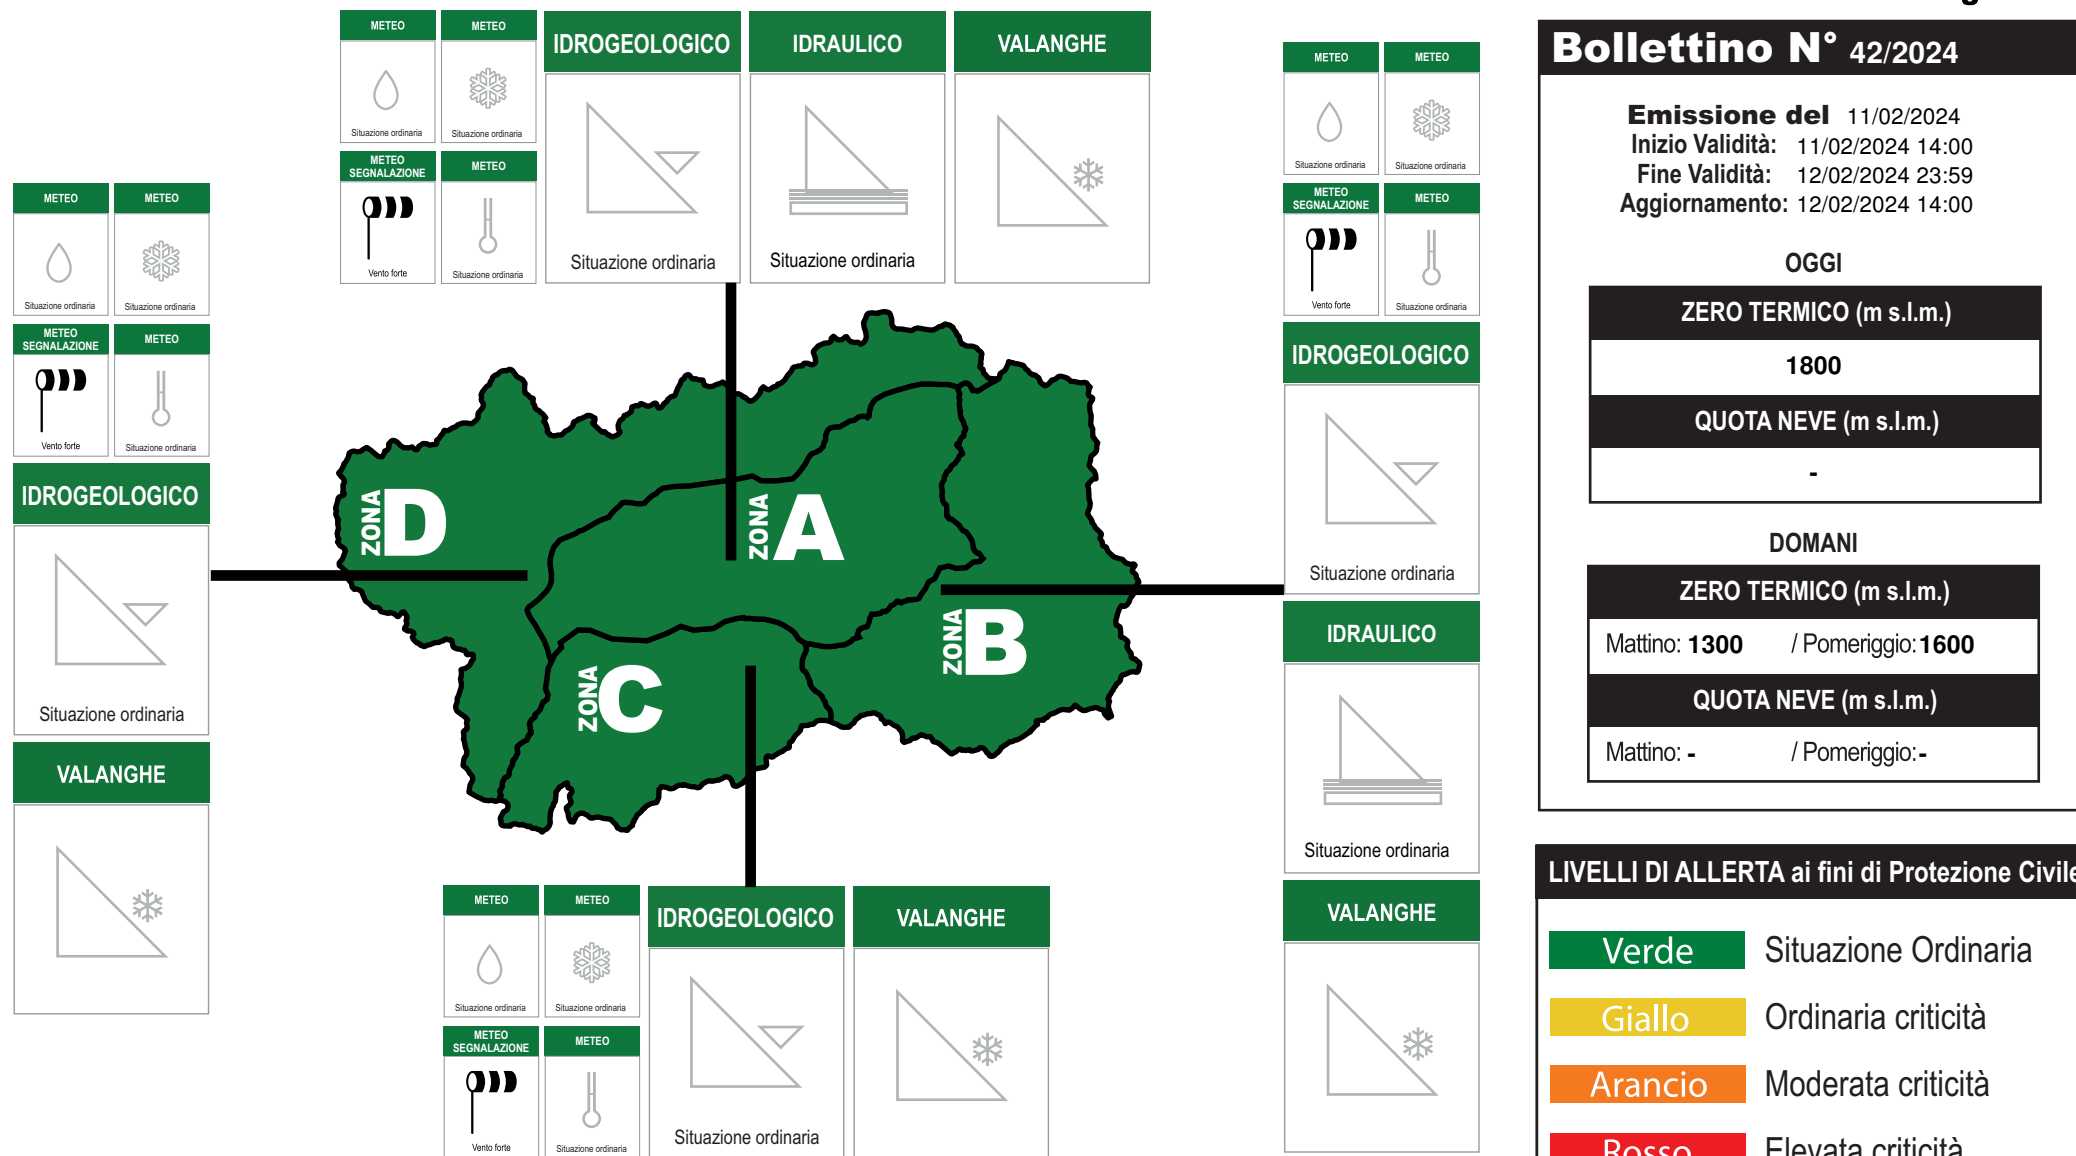 METEO
METEO
Situazione ordinaria
Situazione ordinaria
METEO
SEGNALAZIONE
METEO
Vento forte
Situazione ordinaria
IDROGEOLOGICO
Situazione ordinaria
IDRAULICO
Situazione ordinaria
VALANGHE
METEO
METEO
Situazione ordinaria
Situazione ordinaria
METEO
SEGNALAZIONE
METEO
Vento forte
Situazione ordinaria
IDROGEOLOGICO
Situazione ordinaria
VALANGHE
ZONA D
ZONA A
ZONA B
ZONA C
METEO
METEO
Situazione ordinaria
Situazione ordinaria
METEO
SEGNALAZIONE
METEO
Vento forte
Situazione ordinaria
IDROGEOLOGICO
Situazione ordinaria
VALANGHE
METEO
METEO
Situazione ordinaria
Situazione ordinaria
METEO
SEGNALAZIONE
METEO
Vento forte
Situazione ordinaria
IDROGEOLOGICO
Situazione ordinaria
IDRAULICO
Situazione ordinaria
VALANGHE
Bollettino N° 42/2024
Emissione del 11/02/2024
Inizio Validità: 11/02/2024 14:00
Fine Validità: 12/02/2024 23:59
Aggiornamento: 12/02/2024 14:00
OGGI
ZERO TERMICO (m s.l.m.)
1800
QUOTA NEVE (m s.l.m.)
-
DOMANI
ZERO TERMICO (m s.l.m.)
Mattino: 1300 / Pomeriggio: 1600
QUOTA NEVE (m s.l.m.)
Mattino: - / Pomeriggio: -
LIVELLI DI ALLERTA ai fini di Protezione Civile
Verde Situazione Ordinaria
Giallo Ordinaria criticità
Arancio Moderata criticità
Rosso Elevata criticità